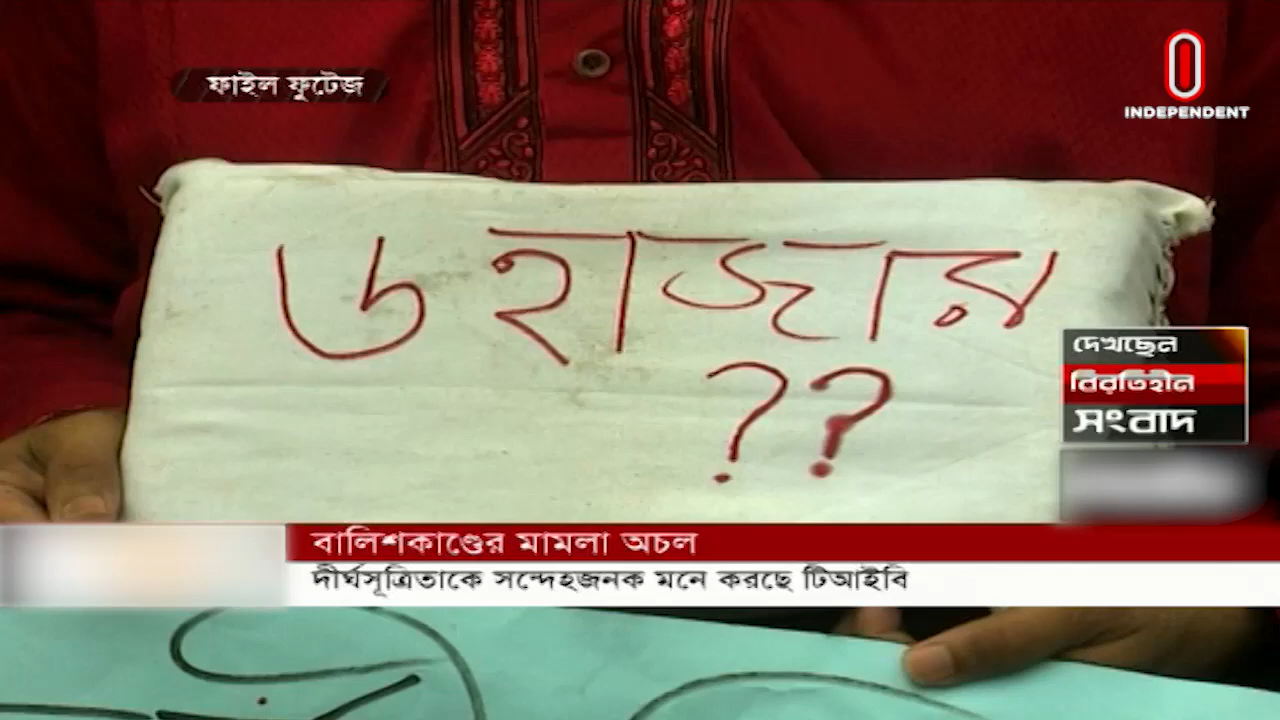 ফাইল ফুটেজ
INDEPENDENT
৬ হাজার
??
দেখছেন
বিরতিহীন
সংবাদ
বালিশকাণ্ডের মামলা অচল
দীর্ঘসূত্রিতাকে সন্দেহজনক মনে করছে টিআইবি